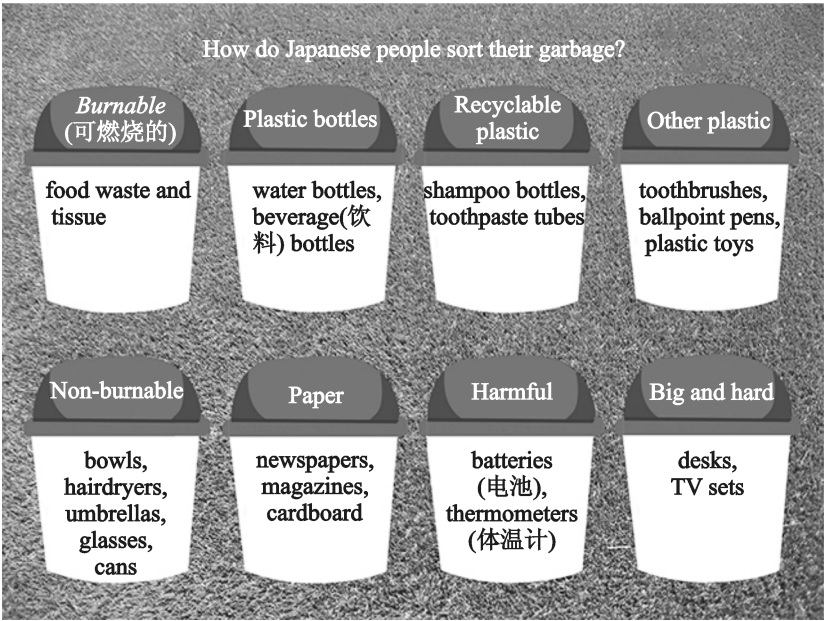 How do Japanese people sort their garbage?
Burnable
(可燃烧的)
Plastic bottles
Recyclable
plastic
Other plastic
food waste and
tissue
water bottles,
beverage(饮
料) bottles
shampoo bottles,
toothpaste tubes
toothbrushes,
ballpoint pens,
plastic toys
Non-burnable
Paper
Harmful
Big and hard
bowls,
hairdryers,
umbrellas,
glasses,
cans
newspapers,
magazines,
cardboard
batteries
(电池),
thermometers
(体温计)
desks,
TV sets